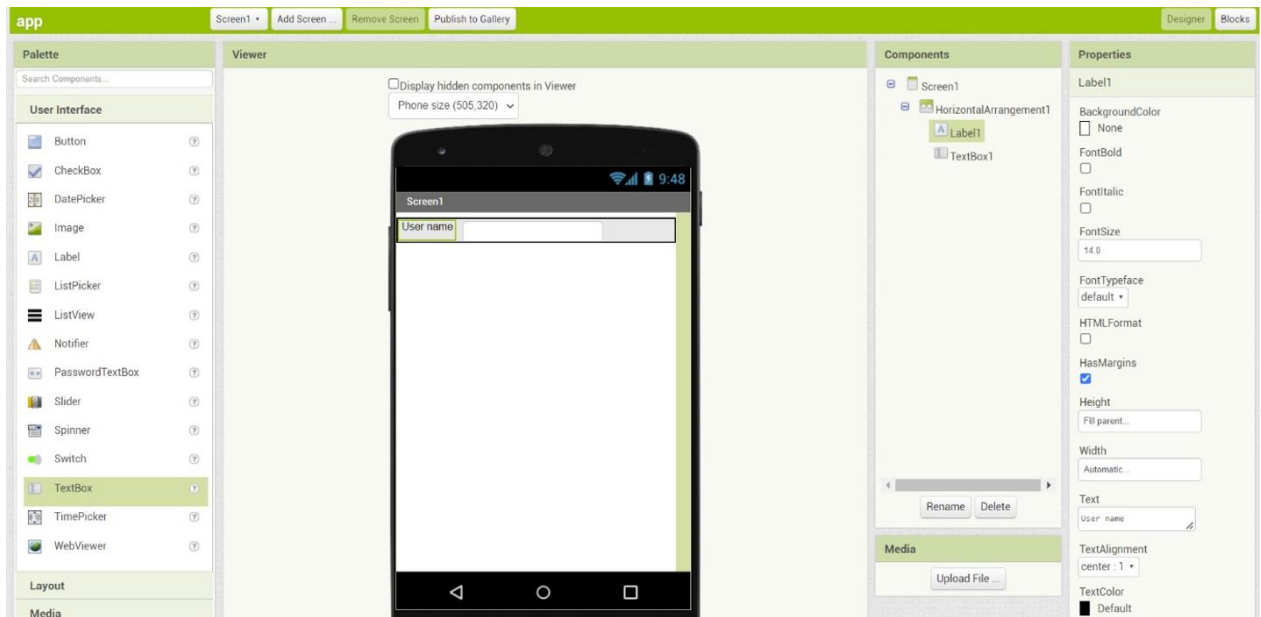 app
Screen1
Add Screen ...
Remove Screen
Publish to Gallery
Designer
Blocks
Palette
Search Components...
User Interface
Button
CheckBox
DatePicker
Image
Label
ListPicker
ListView
Notifier
PasswordTextBox
Slider
Spinner
Switch
TextBox
TimePicker
WebViewer
Layout
Media
Viewer
Display hidden components in Viewer
Phone size (505,320)
9:48
Screen1
User name
Components
Screen1
HorizontalArrangement1
Label1
TextBox1
Rename
Delete
Media
Upload File ...
Properties
Label1
BackgroundColor
None
FontBold
FontItalic
FontSize
14.0
FontTypeface
default
HTMLFormat
HasMargins
Height
Fill parent...
Width
Automatic...
Text
User name
TextAlignment
center : 1
TextColor
Default